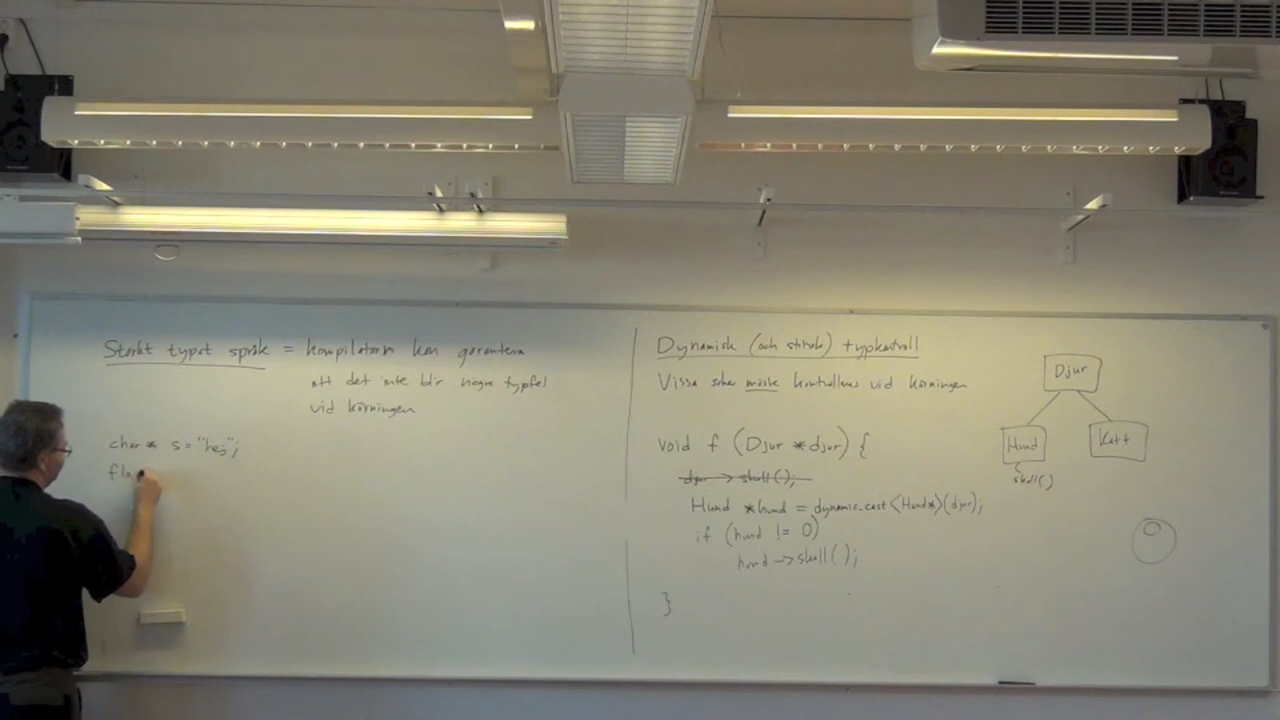 Starkt typat språk = kompilatorn kan garantera
att det inte blir några typfel
vid körningen
char* s = "hej";
flo
Dynamisk (och statisk) typkontroll
Vissa saker måste kontrolleras vid körningen
void f (Djur *djur) {
djur -> skall();
Hund *hund = dynamic_cast<Hund*>(djur);
if (hund != 0)
hund -> skall();
}
Djur
Hund
Katt
skall()